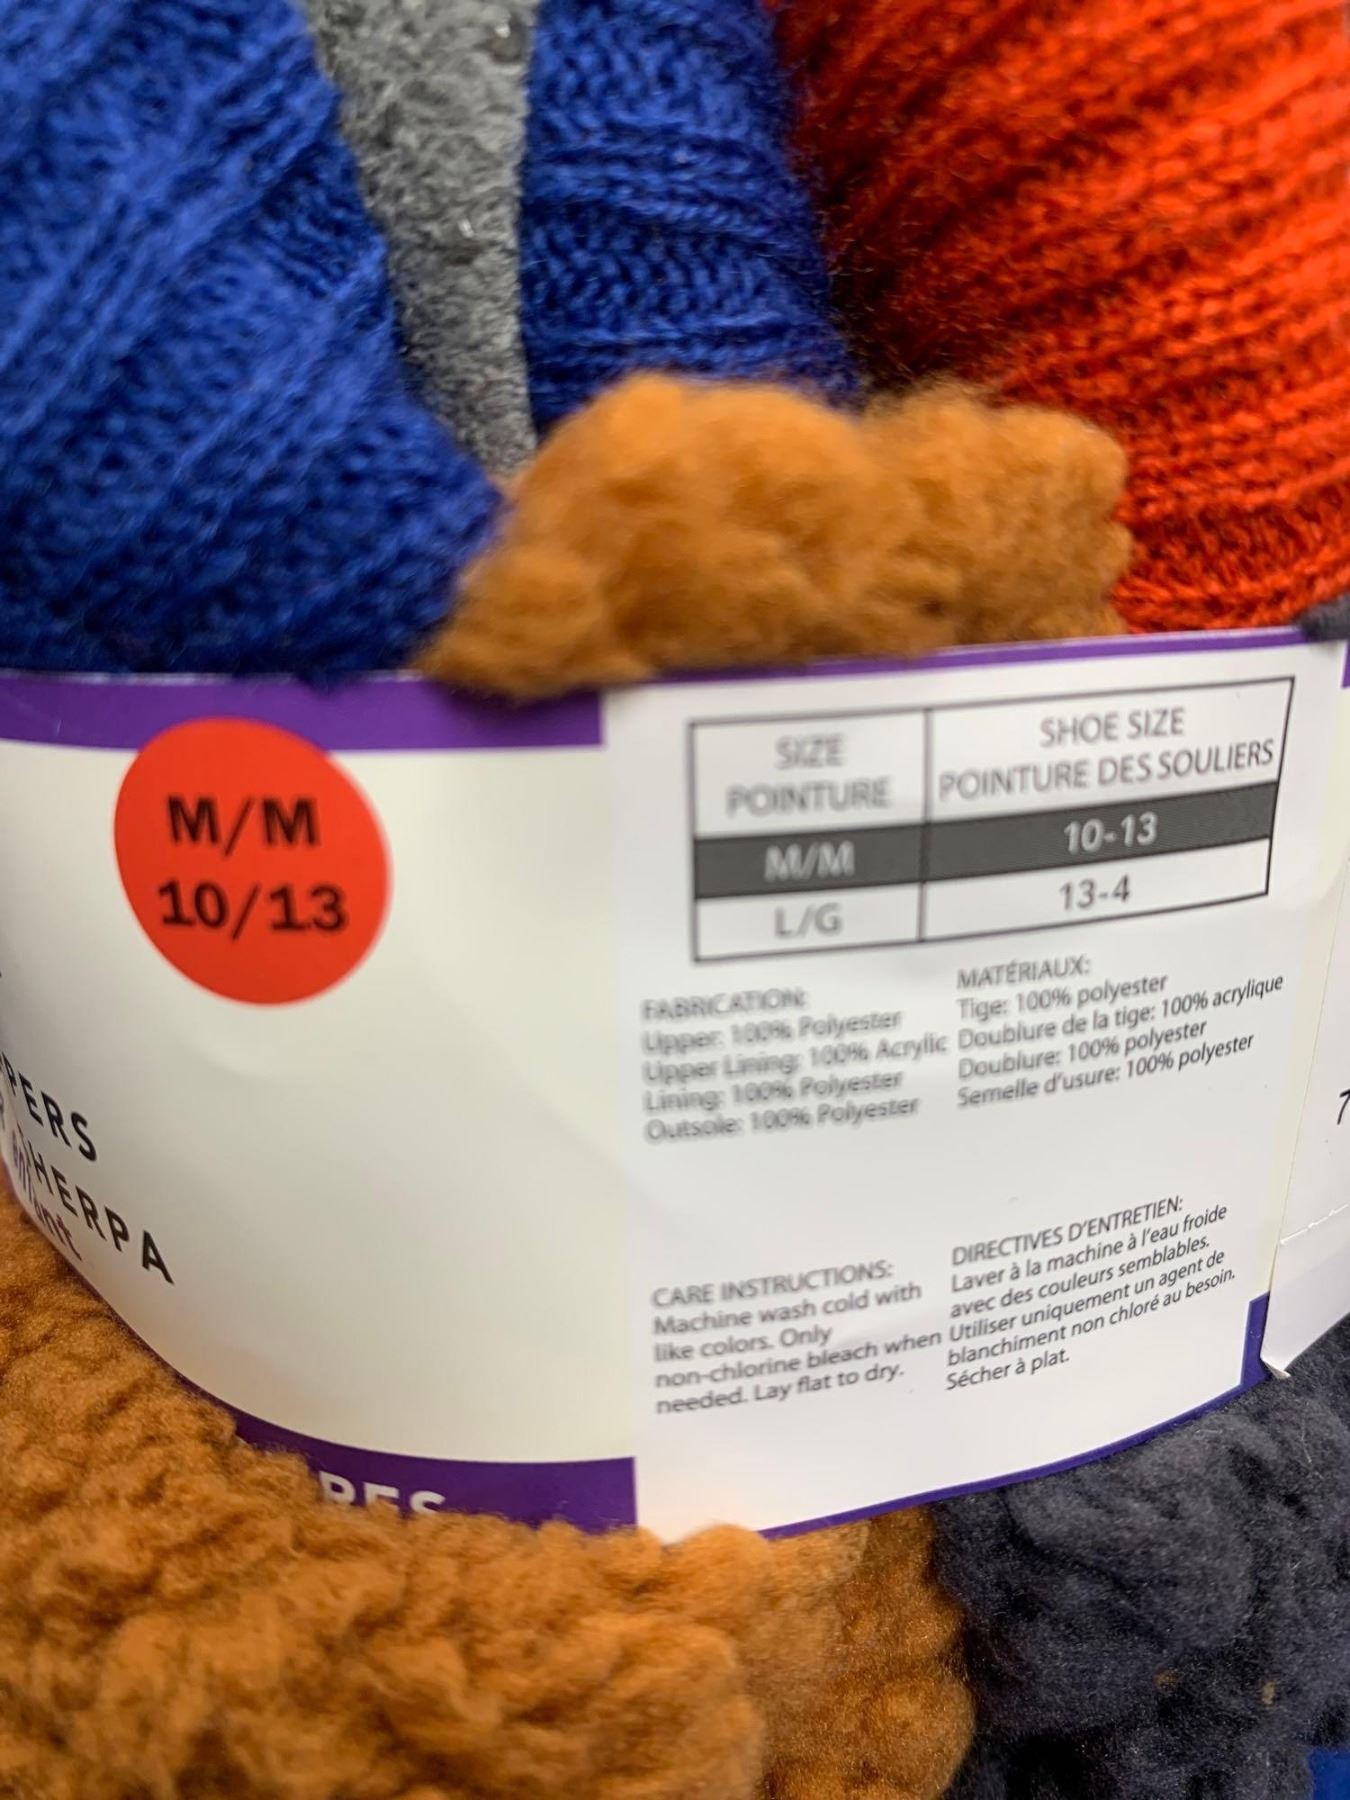 M/M
10/13
PERS
SHERPA
SIZE
POINTURE
SHOE SIZE
POINTURE DES SOULIERS
M/M
10-13
L/G
13-4
FABRICATION:
Upper: 100% Polyester
Upper Lining: 100% Acrylic
Lining: 100% Polyester
Outsole: 100% Polyester
MATÉRIAUX:
Tige: 100% polyester
Doublure de la tige: 100% acrylique
Doublure: 100% polyester
Semelle d'usure: 100% polyester
CARE INSTRUCTIONS:
Machine wash cold with
like colors. Only
non-chlorine bleach when
needed. Lay flat to dry.
DIRECTIVES D'ENTRETIEN:
Laver à la machine à l'eau froide
avec des couleurs semblables.
Utiliser uniquement un agent de
blanchiment non chloré au besoin.
Sécher à plat.
7